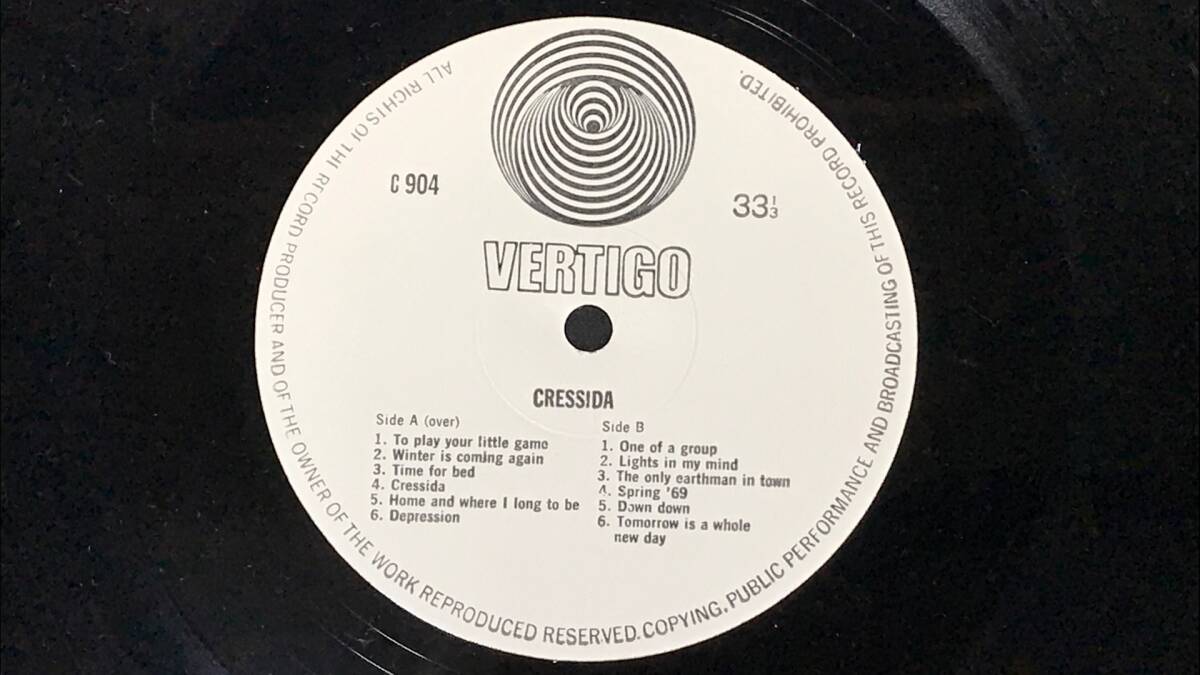 ALL RIGHTS OF THE RECORD PRODUCER AND OF THE OWNER OF THE WORK REPRODUCED RESERVED. COPYING, PUBLIC PERFORMANCE AND BROADCASTING OF THIS RECORD PROHIBITED.
C 904
33⅓
VERTIGO
CRESSIDA
Side A (over)
1. To play your little game
2. Winter is coming again
3. Time for bed
4. Cressida
5. Home and where I long to be
6. Depression
Side B
1. One of a group
2. Lights in my mind
3. The only earthman in town
4. Spring '69
5. Down down
6. Tomorrow is a whole
new day